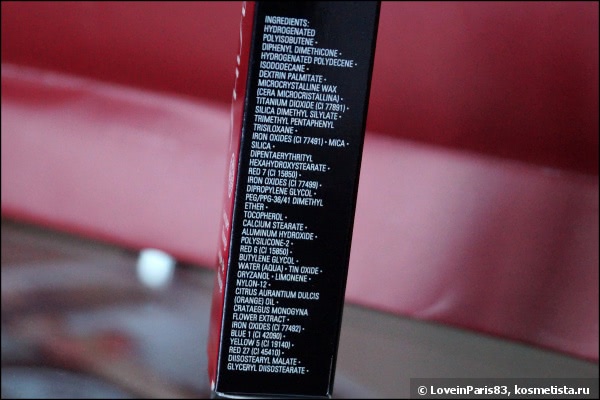 INGREDIENTS:
HYDROGENATED
POLYISOBUTENE •
DIPHENYL DIMETHICONE •
HYDROGENATED POLYDECENE •
ISODODECANE •
DEXTRIN PALMITATE •
MICROCRYSTALLINE WAX
(CERA MICROCRISTALLINA) •
TITANIUM DIOXIDE (CI 77891) •
SILICA DIMETHYL SILYLATE •
TRIMETHYL PENTAPHENYL
TRISILOXANE •
IRON OXIDES (CI 77491) • MICA •
SILICA •
DIPENTAERYTHRITYL
HEXAHYDROXYSTEARATE •
RED 7 (CI 15850) •
IRON OXIDES (CI 77499) •
DIPROPYLENE GLYCOL •
PEG/PPG-36/41 DIMETHYL
ETHER •
TOCOPHEROL •
CALCIUM STEARATE •
ALUMINUM HYDROXIDE •
POLYSILICONE-2 •
RED 6 (CI 15850) •
BUTYLENE GLYCOL •
WATER (AQUA) • TIN OXIDE •
ORYZANOL • LIMONENE •
NYLON-12 •
CITRUS AURANTIUM DULCIS
(ORANGE) OIL •
CRATAEGUS MONOGYNA
FLOWER EXTRACT •
IRON OXIDES (CI 77492) •
BLUE 1 (CI 42090) •
YELLOW 5 (CI 19140) •
RED 27 (CI 45410) •
DIISOSTEARYL MALATE •
GLYCERYL DIISOSTEARATE •
© LoveinParis83, kosmetista.ru